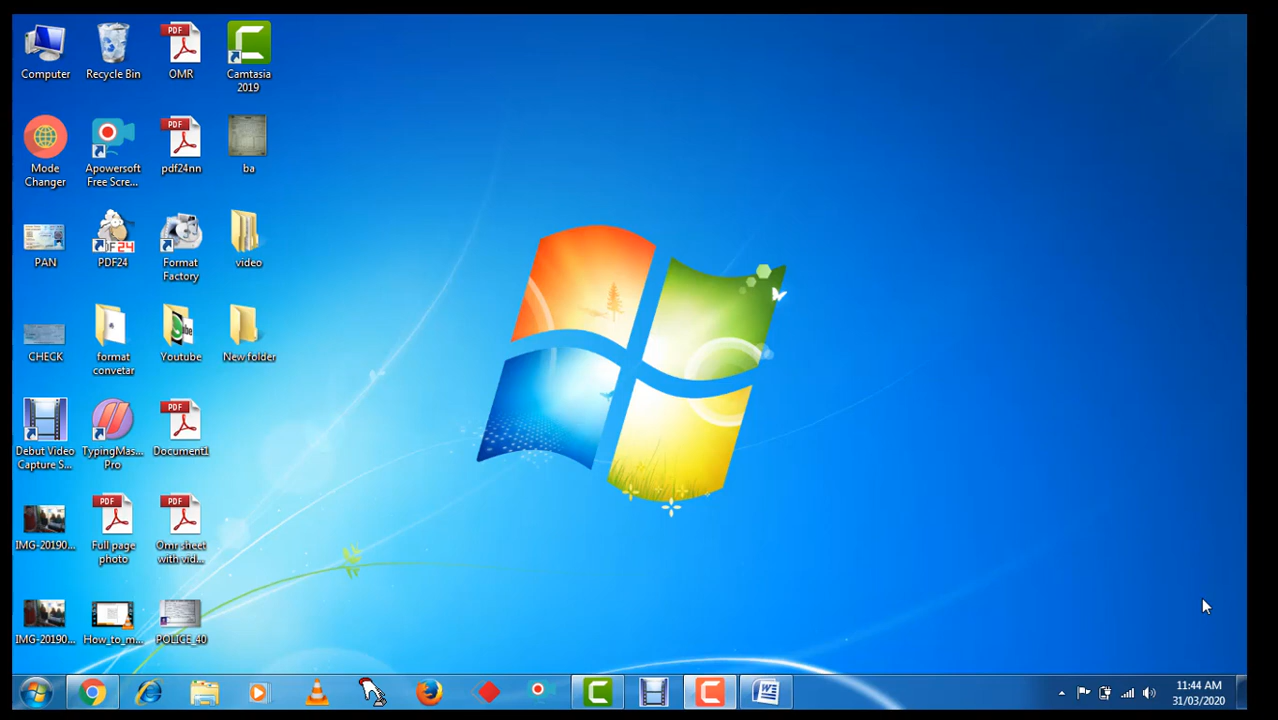 Computer
Recycle Bin
PDF
OMR
Camtasia
2019
Mode
Changer
Apowersoft
Free Scre...
PDF
pdf24nn
ba
PAN
PDF24
Format
Factory
video
CHECK
format
convetar
Youtube
New folder
Debut Video
Capture S...
TypingMas...
Pro
PDF
Document1
IMG-20190...
PDF
Full page
photo
PDF
Omr sheet
with vid...
IMG-20190...
How_to_m...
POLICE_40
11:44 AM
31/03/2020